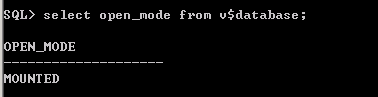 SQL> select open_mode from v$database;
OPEN_MODE
--------------------
MOUNTED